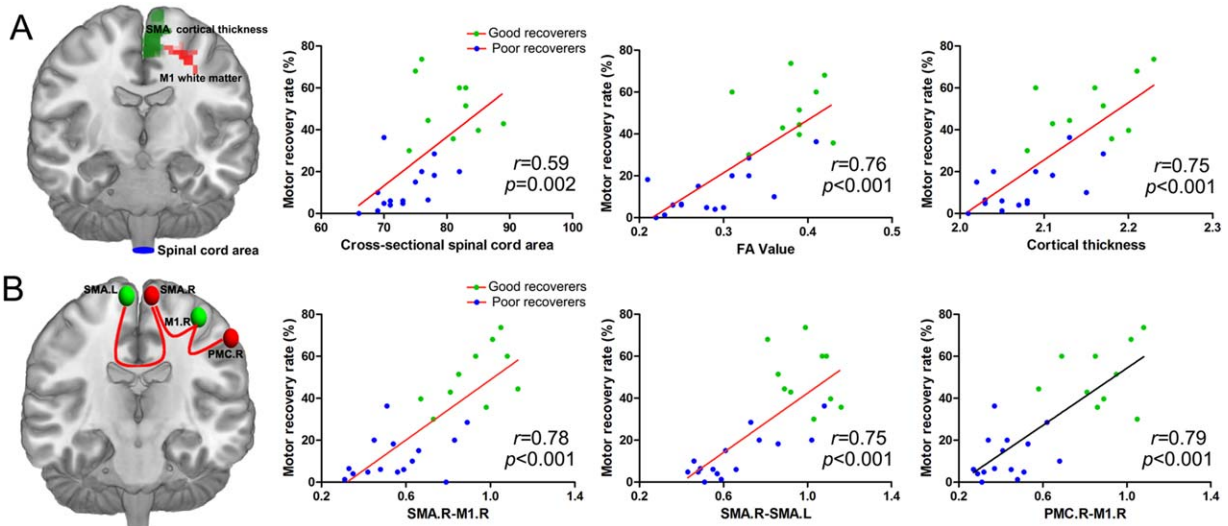 A
SMA cortical thickness
M1 white matter
Spinal cord area
Motor recovery rate (%)
80
60
40
20
0
60
70
80
90
100
Cross-sectional spinal cord area
Good recoverers
Poor recoverers
r=0.59
p=0.002
Motor recovery rate (%)
80
60
40
20
0
0.2
0.3
0.4
0.5
FA Value
r=0.76
p<0.001
Motor recovery rate (%)
80
60
40
20
0
2.0
2.1
2.2
2.3
Cortical thickness
r=0.75
p<0.001
B
SMA.L
SMA.R
M1.R
PMC.R
Motor recovery rate (%)
80
60
40
20
0
0.2
0.6
1.0
1.4
SMA.R-M1.R
Good recoverers
Poor recoverers
r=0.78
p<0.001
Motor recovery rate (%)
80
60
40
20
0
0.2
0.6
1.0
1.4
SMA.R-SMA.L
r=0.75
p<0.001
Motor recovery rate (%)
80
60
40
20
0
0.2
0.6
1.0
1.4
PMC.R-M1.R
r=0.79
p<0.001